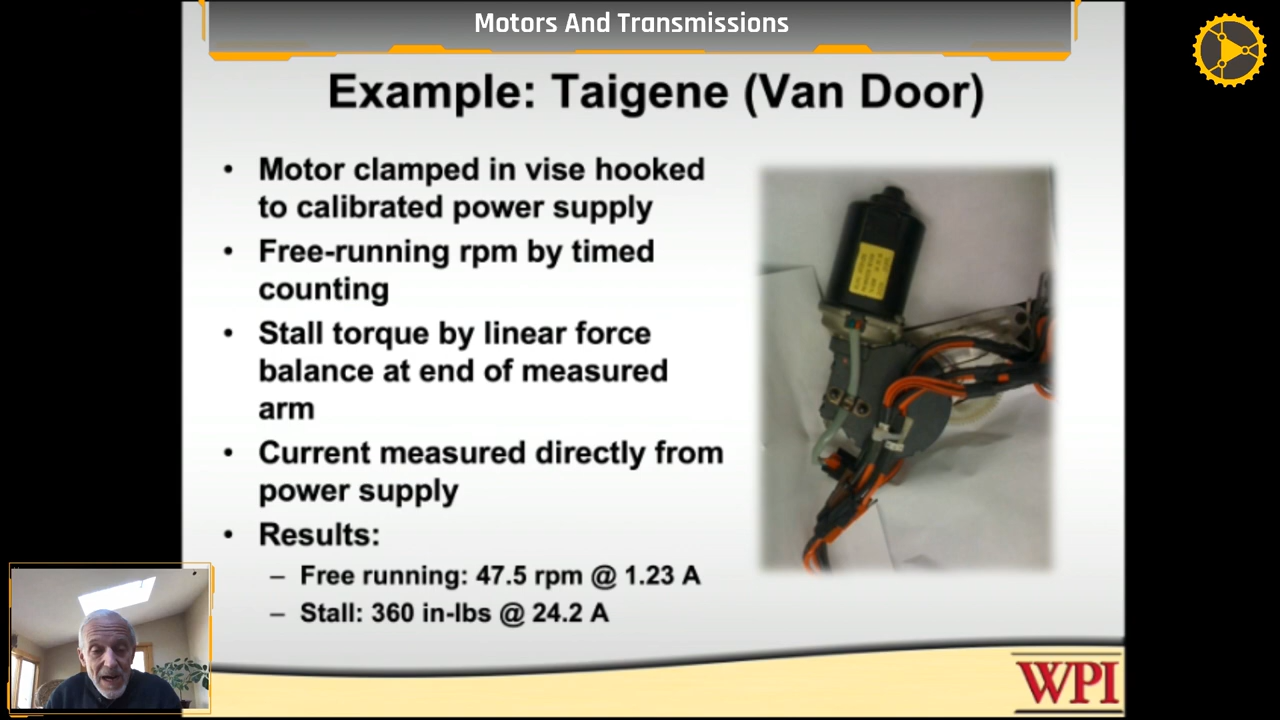 Motors And Transmissions
Example: Taigene (Van Door)
• Motor clamped in vise hooked
to calibrated power supply
• Free-running rpm by timed
counting
• Stall torque by linear force
balance at end of measured
arm
• Current measured directly from
power supply
• Results:
– Free running: 47.5 rpm @ 1.23 A
– Stall: 360 in-lbs @ 24.2 A
WPI